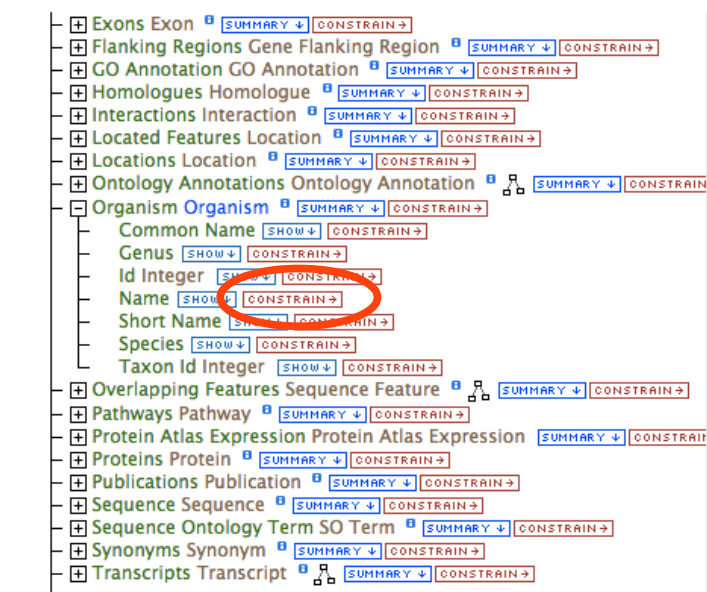 Exons Exon SUMMARY ↓ CONSTRAIN →
Flanking Regions Gene Flanking Region SUMMARY ↓ CONSTRAIN →
GO Annotation GO Annotation SUMMARY ↓ CONSTRAIN →
Homologues Homologue SUMMARY ↓ CONSTRAIN →
Interactions Interaction SUMMARY ↓ CONSTRAIN →
Located Features Location SUMMARY ↓ CONSTRAIN →
Locations Location SUMMARY ↓ CONSTRAIN →
Ontology Annotations Ontology Annotation SUMMARY ↓ CONSTRAIN
Organism Organism SUMMARY ↓ CONSTRAIN →
Common Name SHOW ↓ CONSTRAIN →
Genus SHOW ↓ CONSTRAIN →
Id Integer SHOW ↓ CONSTRAIN →
Name SHOW ↓ CONSTRAIN →
Short Name SHOW ↓ CONSTRAIN →
Species SHOW ↓ CONSTRAIN →
Taxon Id Integer SHOW ↓ CONSTRAIN →
Overlapping Features Sequence Feature SUMMARY ↓ CONSTRAIN →
Pathways Pathway SUMMARY ↓ CONSTRAIN →
Protein Atlas Expression Protein Atlas Expression SUMMARY ↓ CONSTRAIN
Proteins Protein SUMMARY ↓ CONSTRAIN →
Publications Publication SUMMARY ↓ CONSTRAIN →
Sequence Sequence SUMMARY ↓ CONSTRAIN →
Sequence Ontology Term SO Term SUMMARY ↓ CONSTRAIN →
Synonyms Synonym SUMMARY ↓ CONSTRAIN →
Transcripts Transcript SUMMARY ↓ CONSTRAIN →